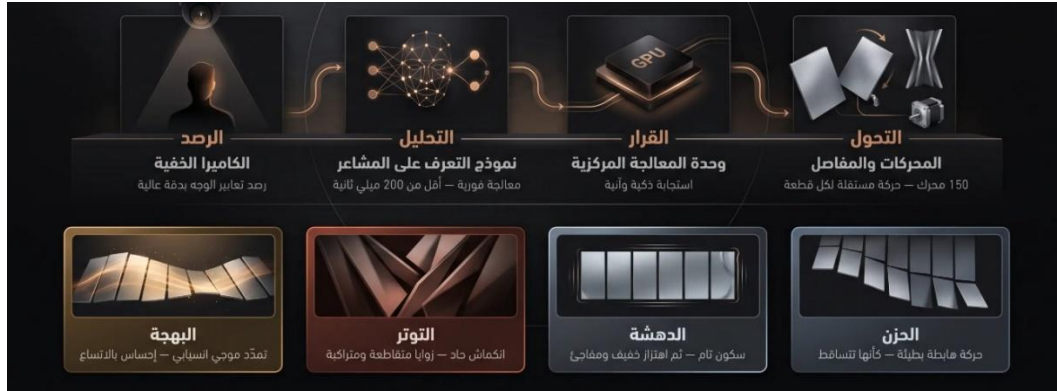 GPU
الرصد
الكاميرا الخفية
رصد تعابير الوجه بدقة عالية
التحليل
نموذج التعرف على المشاعر
معالجة فورية – أقل من 200 ميلي ثانية
القرار
وحدة المعالجة المركزية
استجابة ذكية وآنية
التحول
المحركات والمفاصل
150 محرك – حركة مستقلة لكل قطعة
البهجة
تمدّد موجي انسيابي – إحساس بالاتساع
التوتر
انكماش حاد – زوايا متقاطعة ومتراكبة
الدهشة
سكون تام – ثم اهتزاز خفيف ومفاجئ
الحزن
حركة هابطة بطيئة – كأنها تتساقط